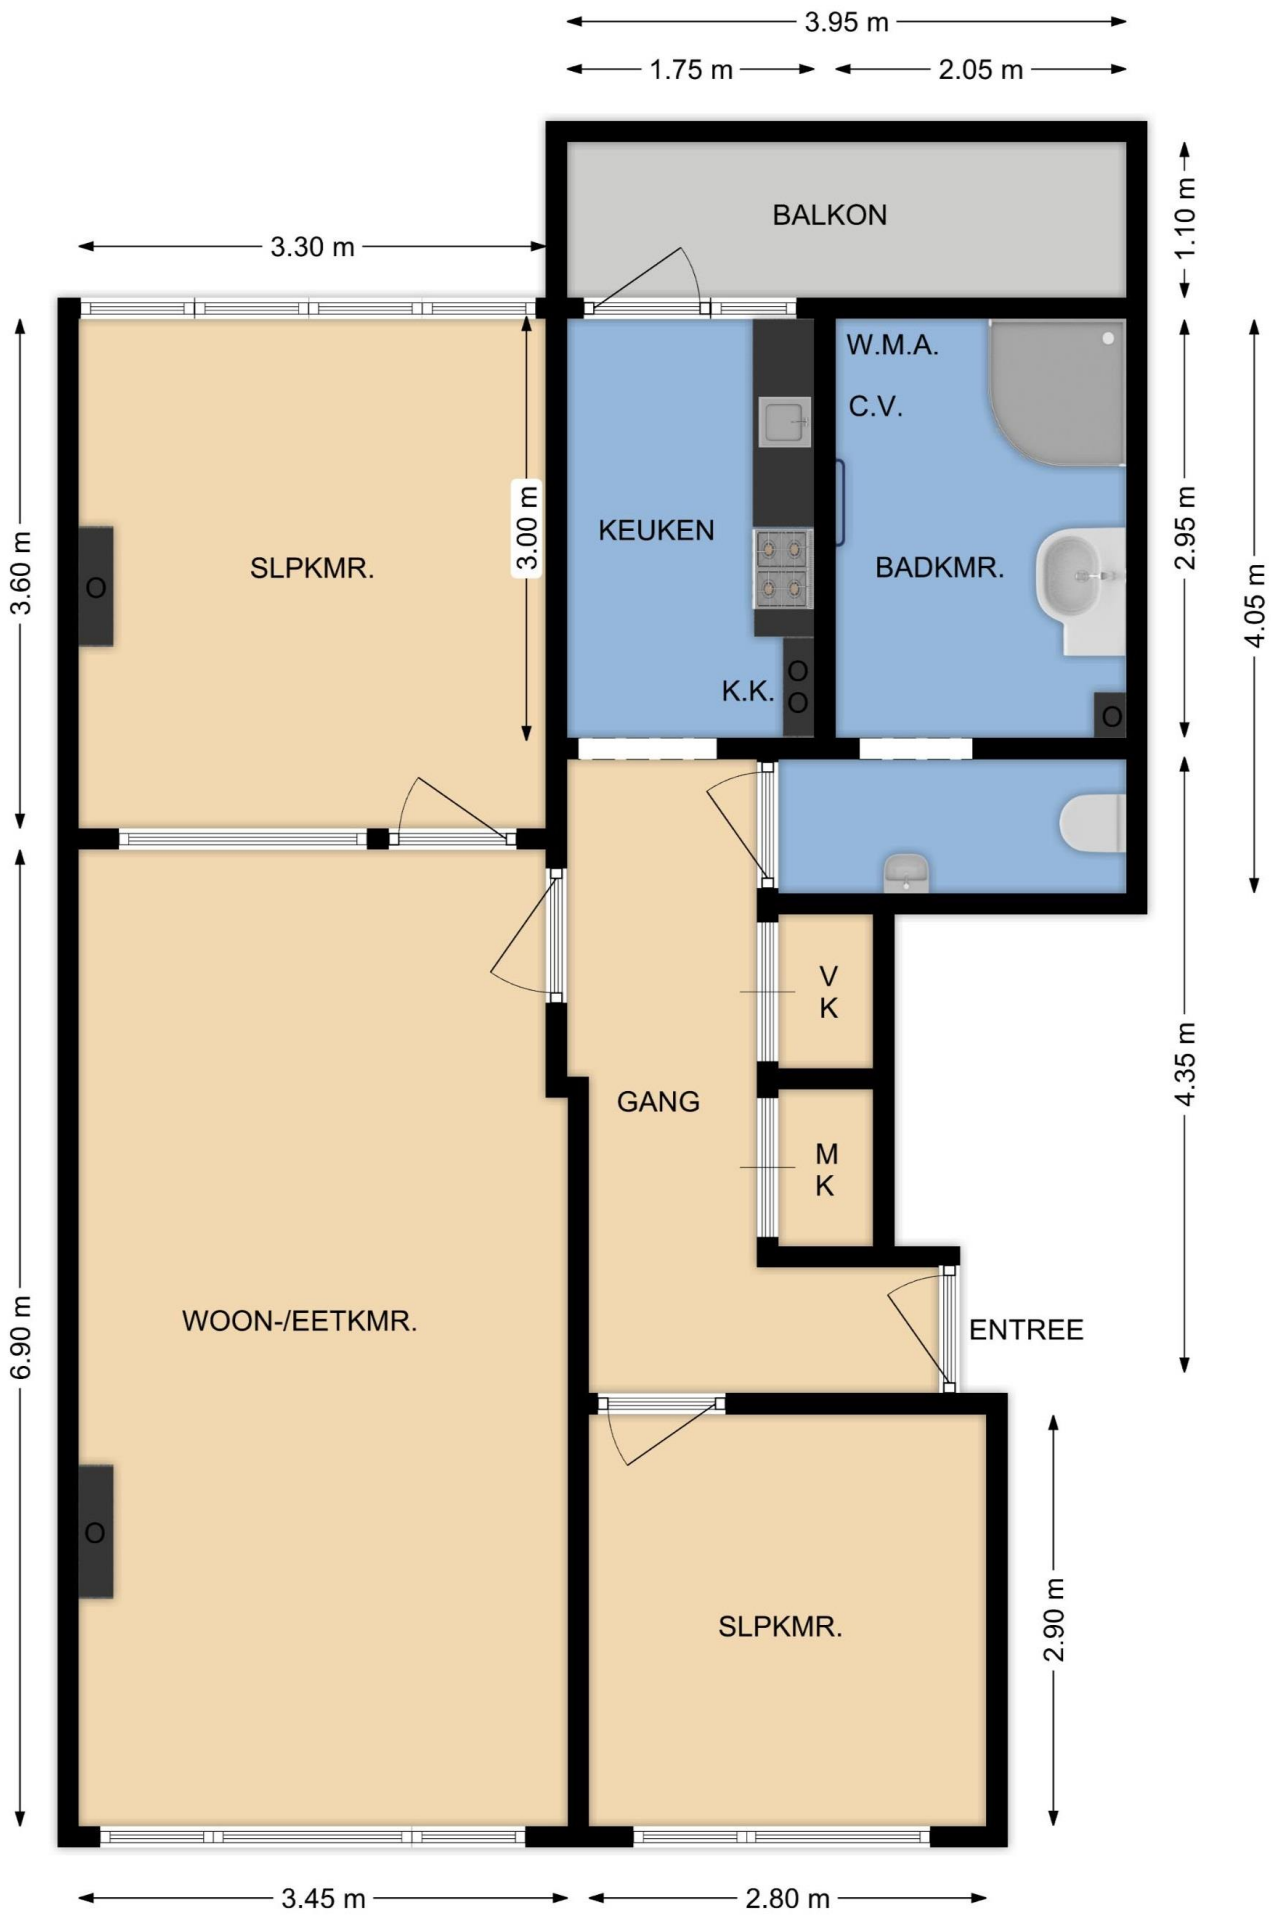 3.95 m
1.75 m
2.05 m
BALKON
1.10 m
3.30 m
W.M.A.
C.V.
3.60 m
SLPKMR.
3.00 m
KEUKEN
BADKMR.
2.95 m
4.05 m
O
K.K.
O
O
O
V
K
GANG
M
K
4.35 m
6.90 m
WOON-/EETKMR.
ENTREE
O
SLPKMR.
2.90 m
3.45 m
2.80 m